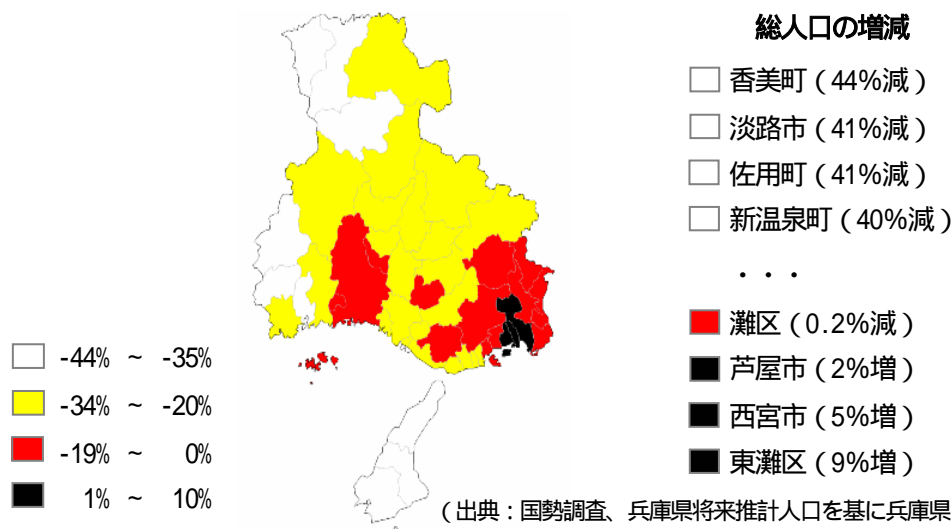 総人口の増減
香美町(44%減)
淡路市(41%減)
佐用町(41%減)
新温泉町(40%減)
・・・
灘区(0.2%減)
芦屋市(2%増)
西宮市(5%増)
東灘区(9%増)
-44% ~ -35%
-34% ~ -20%
-19% ~ 0%
1% ~ 10%
(出典:国勢調査、兵庫県将来推計人口を基に兵庫県